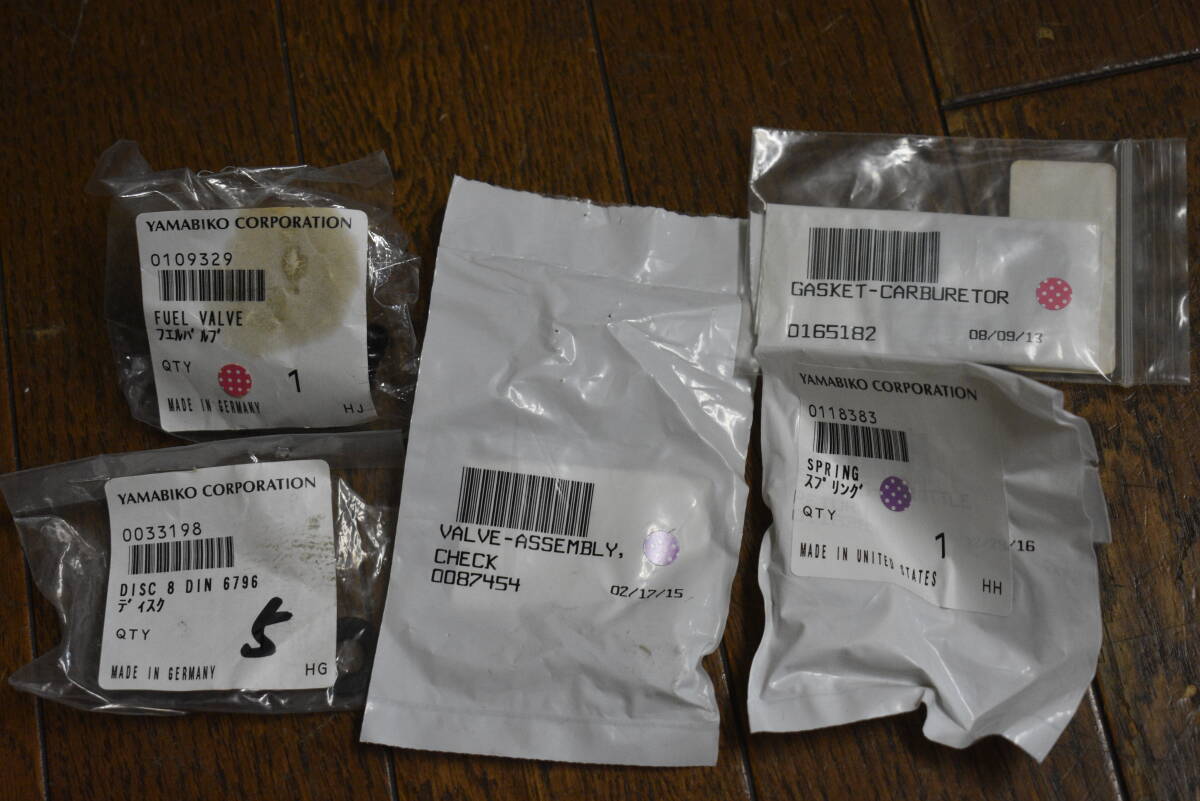 YAMABIKO CORPORATION
0109329
FUEL VALVE
フエルバルブ
QTY
1
MADE IN GERMANY
HJ
YAMABIKO CORPORATION
0033198
DISC 8 DIN 6796
ディスク
QTY
5
MADE IN GERMANY
HG
VALVE-ASSEMBLY,
CHECK
0087454
02/17/15
GASKET-CARBURETOR
0165182
08/09/13
YAMABIKO CORPORATION
0118383
SPRING
スプリング
QTY
1
MADE IN UNITED STATES
HH
/16